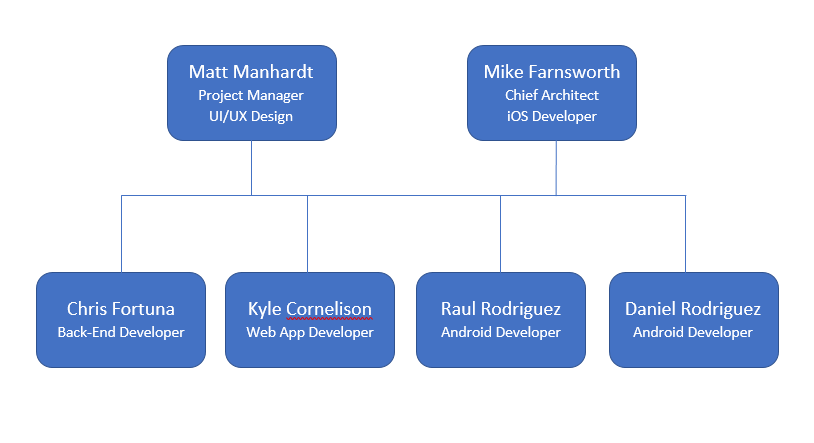 Matt Manhardt
Project Manager
UI/UX Design
Mike Farnsworth
Chief Architect
iOS Developer
Chris Fortuna
Back-End Developer
Kyle Cornelison
Web App Developer
Raul Rodriguez
Android Developer
Daniel Rodriguez
Android Developer